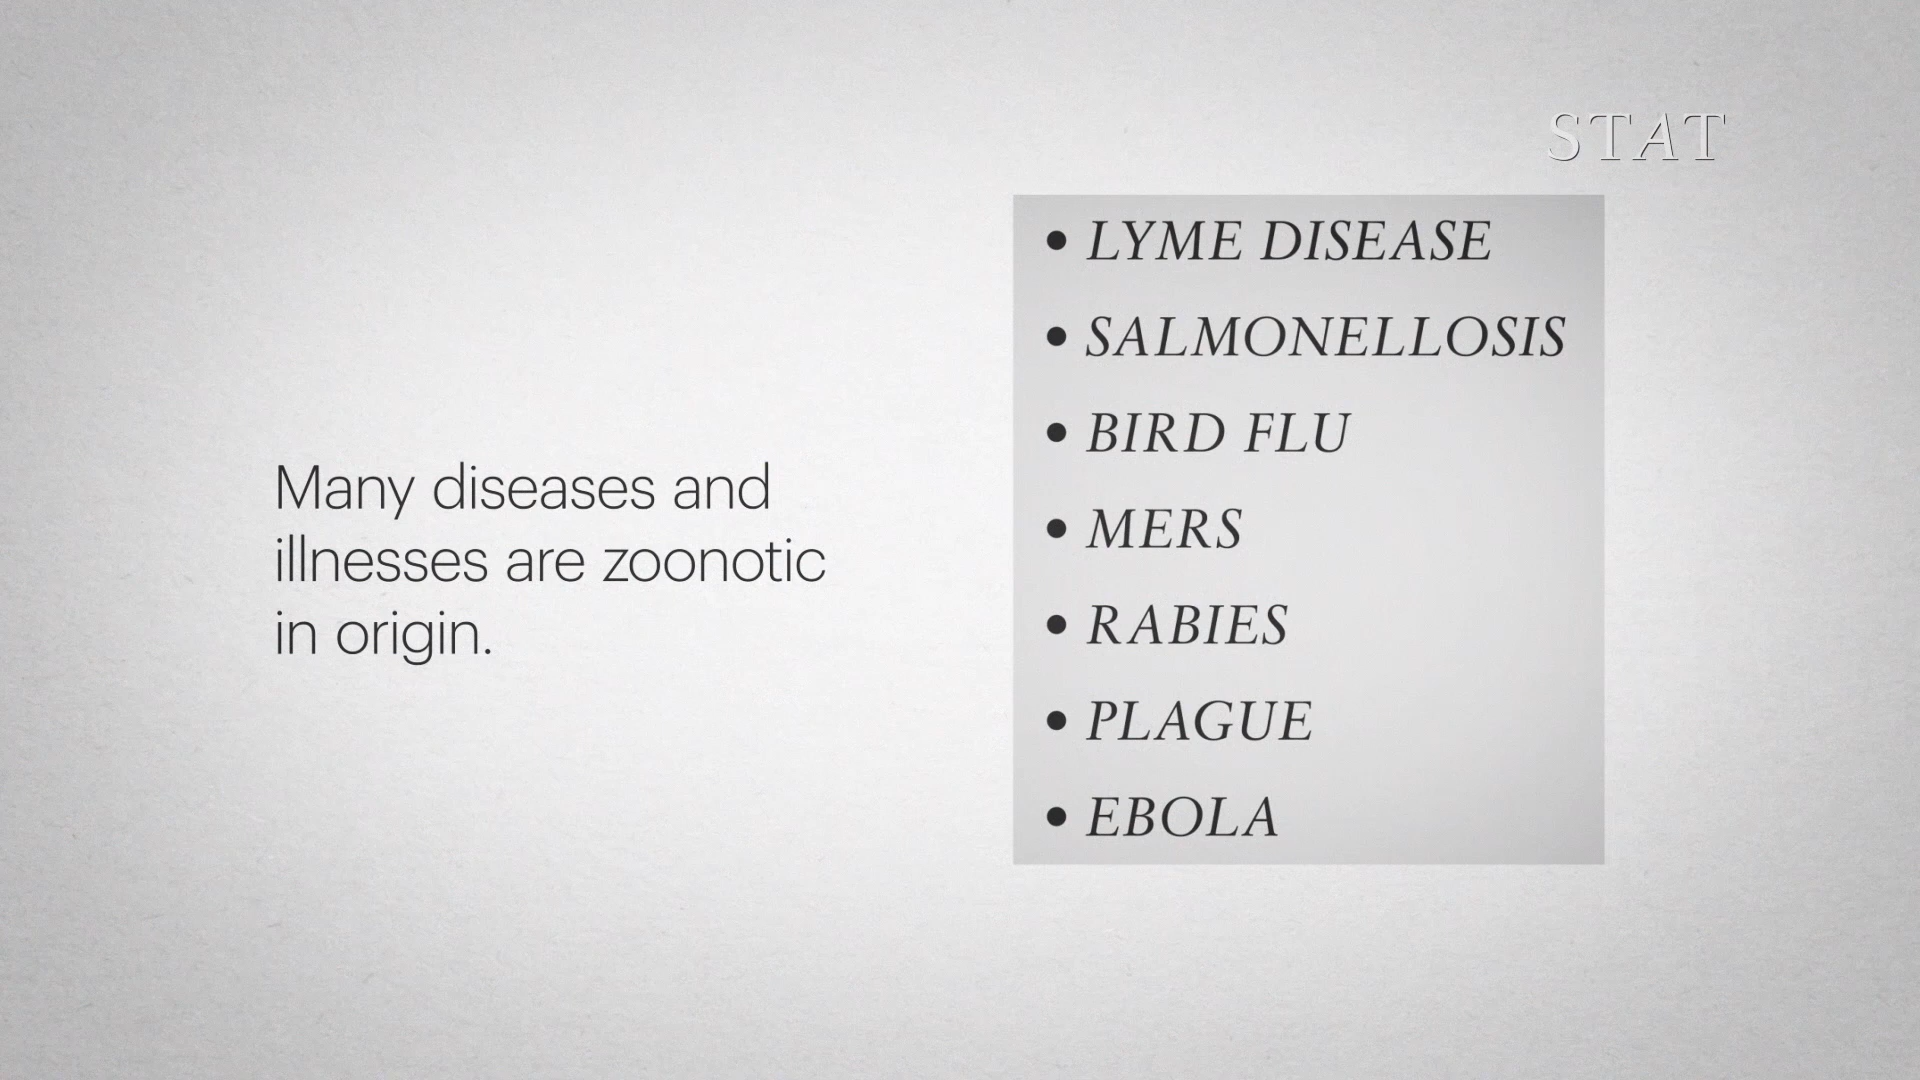 STAT
Many diseases and
illnesses are zoonotic
in origin.
• LYME DISEASE
• SALMONELLOSIS
• BIRD FLU
• MERS
• RABIES
• PLAGUE
• EBOLA